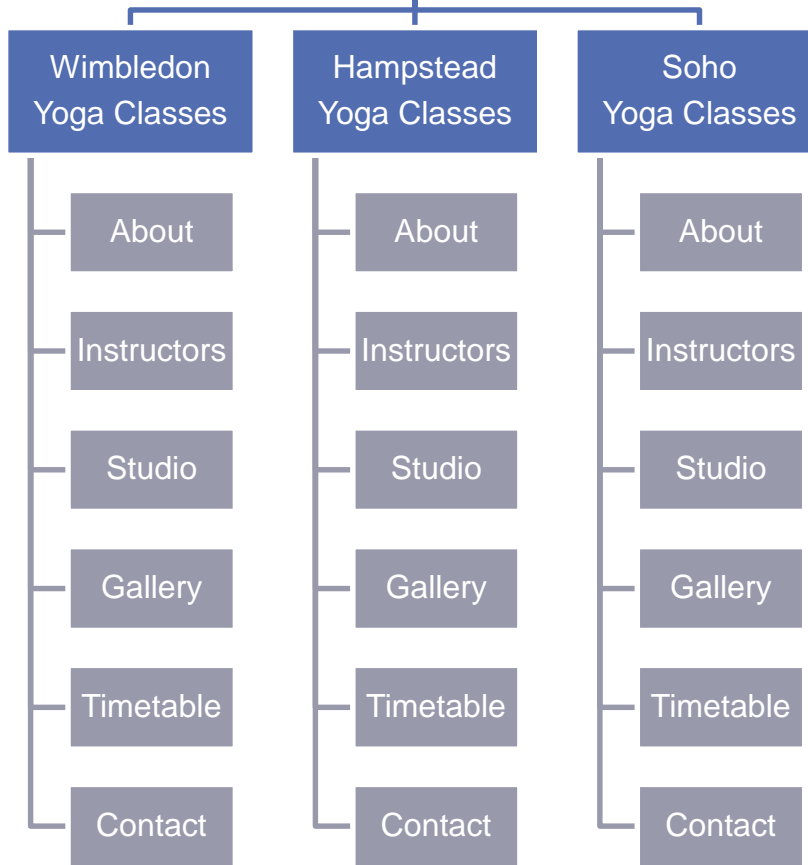 Wimbledon
Yoga Classes
About
Instructors
Studio
Gallery
Timetable
Contact
Hampstead
Yoga Classes
About
Instructors
Studio
Gallery
Timetable
Contact
Soho
Yoga Classes
About
Instructors
Studio
Gallery
Timetable
Contact